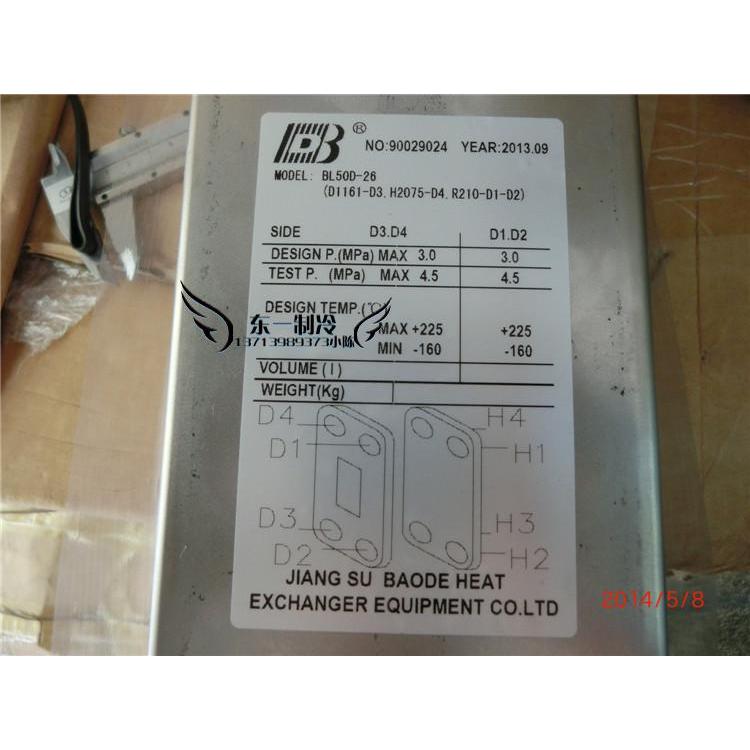 DB®
NO:90029024 YEAR:2013.09
MODEL: BL50D-26
(D1161-D3.H2075-D4.R210-D1-D2)
SIDE D3.D4 D1.D2
DESIGN P.(MPa) MAX 3.0 3.0
TEST P. (MPa) MAX 4.5 4.5
DESIGN TEMP.(℃)
MAX +225 +225
MIN -160 -160
东一制冷
13713989373小陈
VOLUME(l)
WEIGHT(Kg)
D4 H4
D1 H1
D3 H3
D2 H2
JIANG SU BAODE HEAT
EXCHANGER EQUIPMENT CO.LTD
2014/5/8